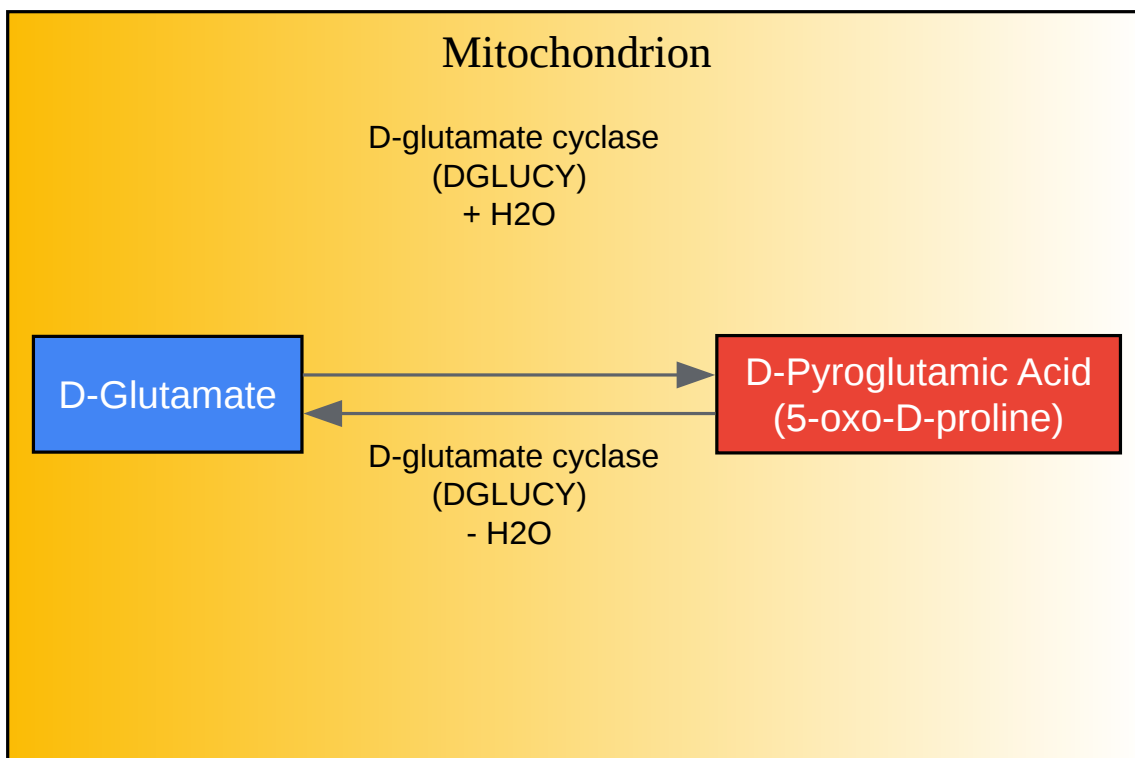 Mitochondrion
D-glutamate cyclase
(DGLUCY)
+ H2O
D-Glutamate
D-Pyroglutamic Acid
(5-oxo-D-proline)
D-glutamate cyclase
(DGLUCY)
- H2O